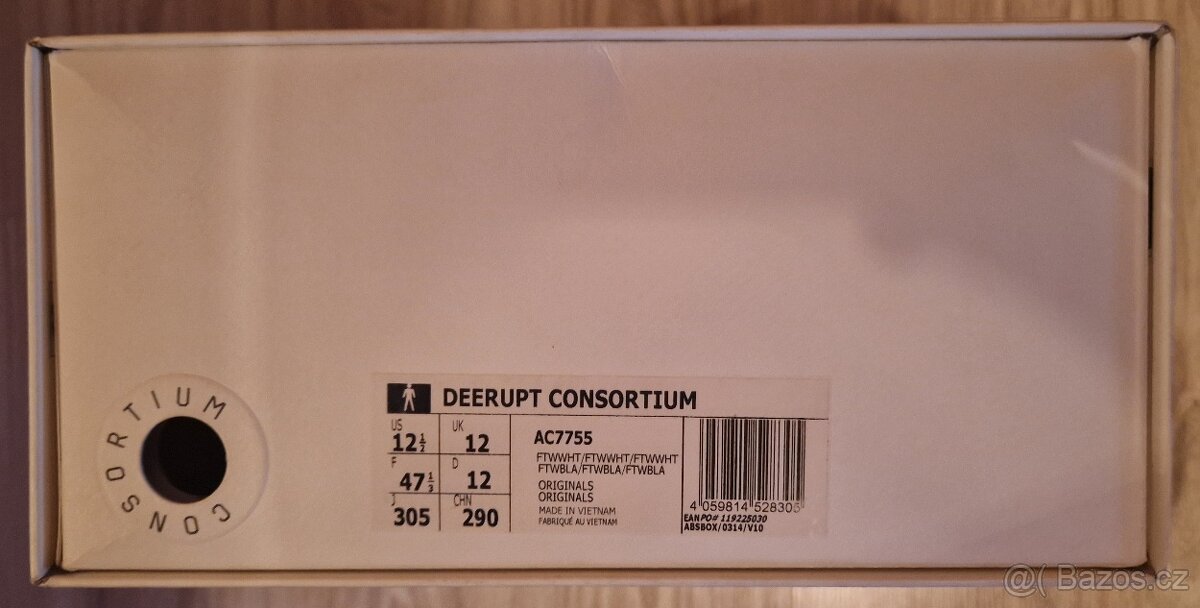 CONSORTIUM
DEERUPT CONSORTIUM
US 12½ UK 12
F 47⅓ D 12
J 305 CHN 290
AC7755
FTWWHT/FTWWHT/FTWWHT
FTWBLA/FTWBLA/FTWBLA
ORIGINALS
ORIGINALS
MADE IN VIETNAM
FABRIQUÉ AU VIETNAM
4 059814 528305
EAN PO# 119225030
ABSBOX/0314/V10
@( Bazos.cz